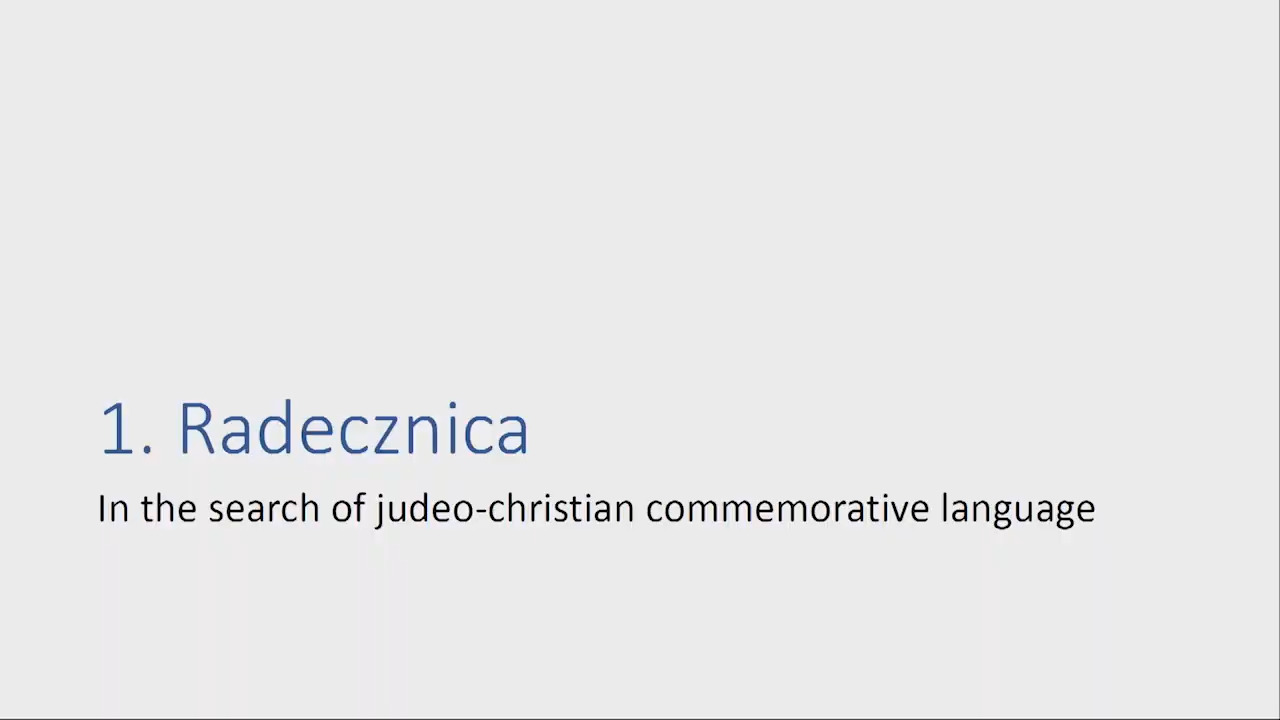 1. Radecznica
In the search of judeo-christian commemorative language